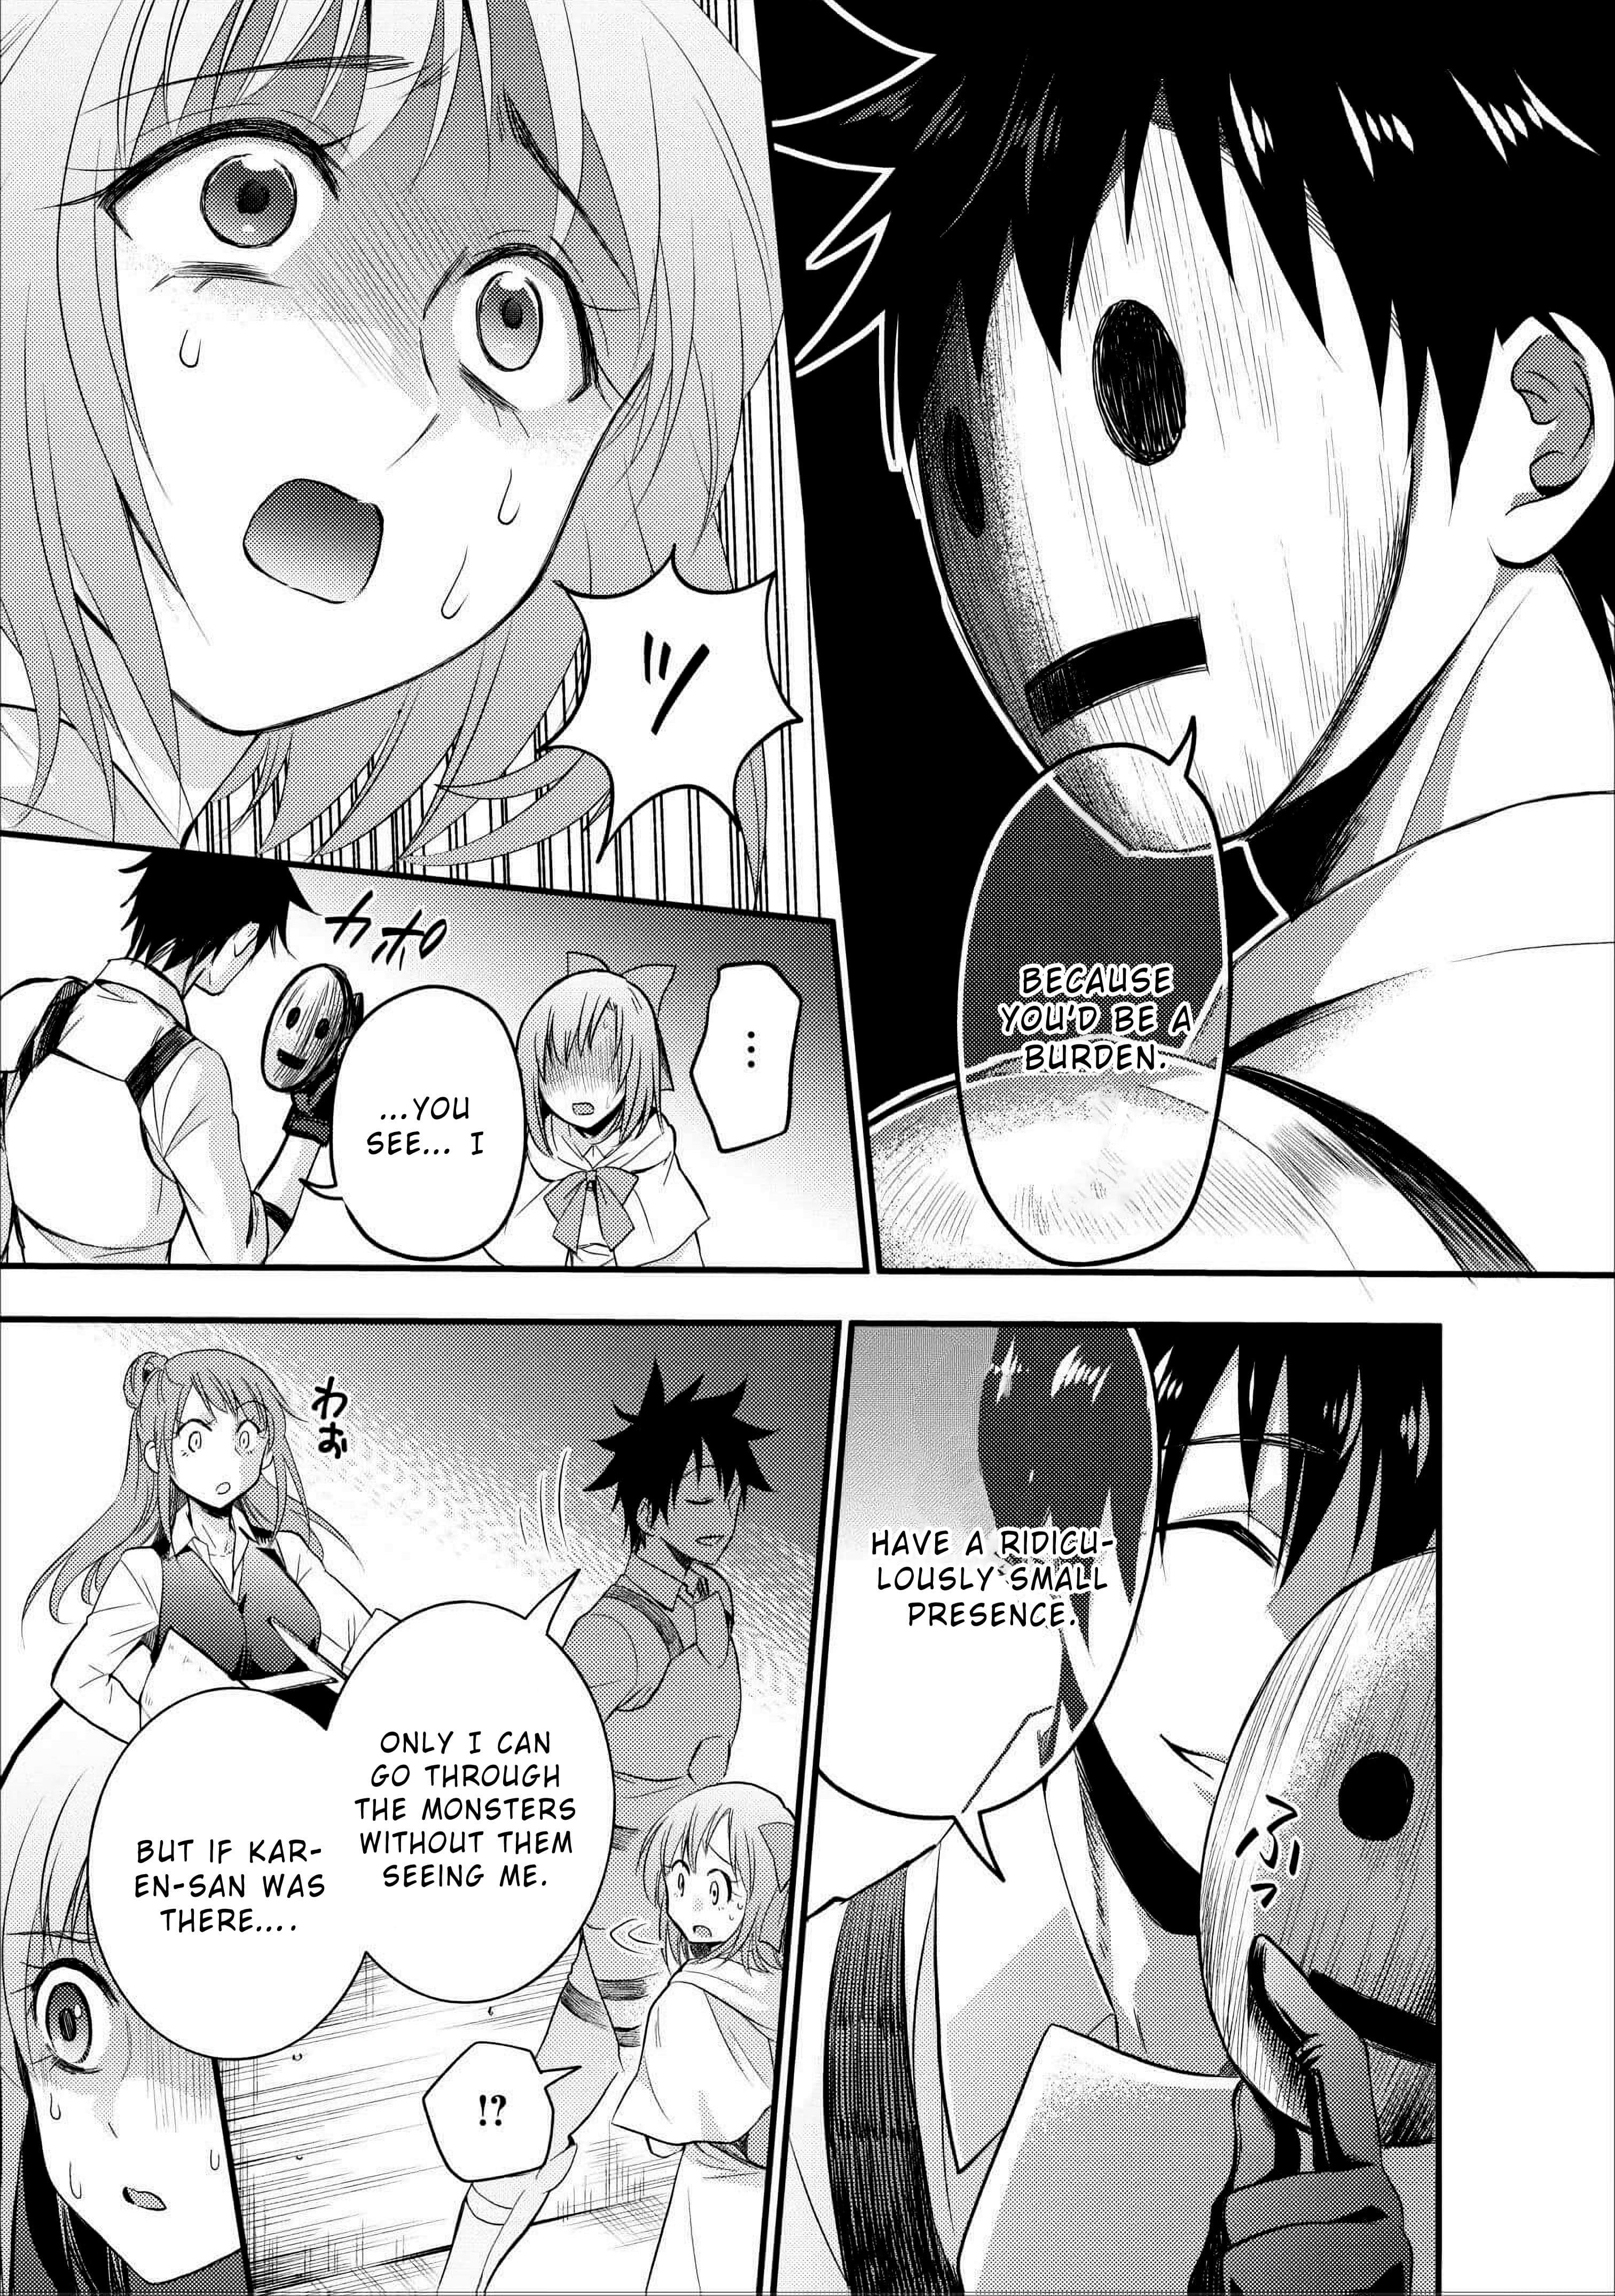 BECAUSE
YOU'D BE A
BURDEN.
ッ
…
カポ
...YOU
SEE... I
HAVE A RIDICU-
LOUSLY SMALL
PRESENCE.
ふっ
わぉ
ONLY I CAN
GO THROUGH
THE MONSTERS
WITHOUT THEM
SEEING ME.
BUT IF KAR-
EN-SAN WAS
THERE....
!?